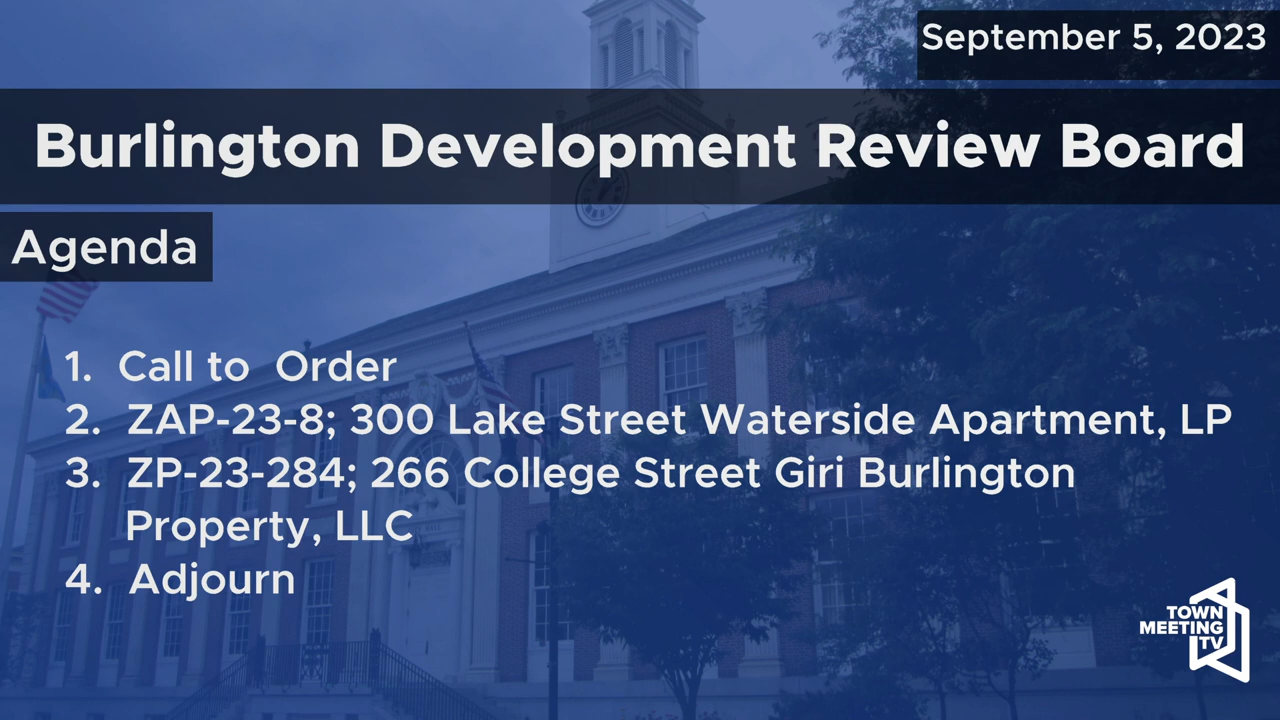 September 5, 2023
Burlington Development Review Board
Agenda
1. Call to Order
2. ZAP-23-8; 300 Lake Street Waterside Apartment, LP
3. ZP-23-284; 266 College Street Giri Burlington
Property, LLC
4. Adjourn
TOWN
MEETING
TV